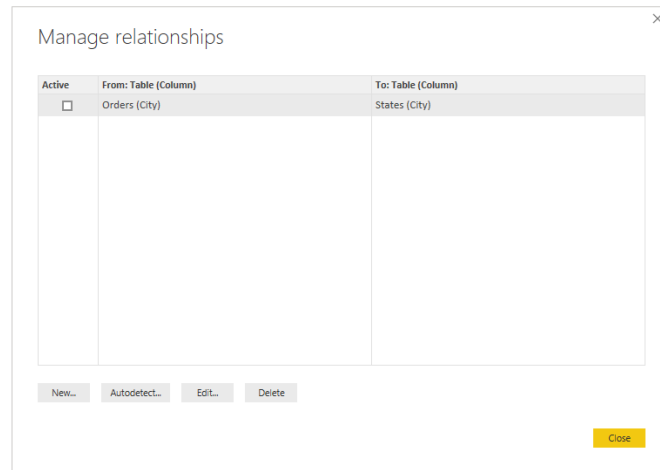 Manage relationships
Active From: Table (Column) To: Table (Column)
Orders (City) States (City)
New... Autodetect... Edit... Delete
Close